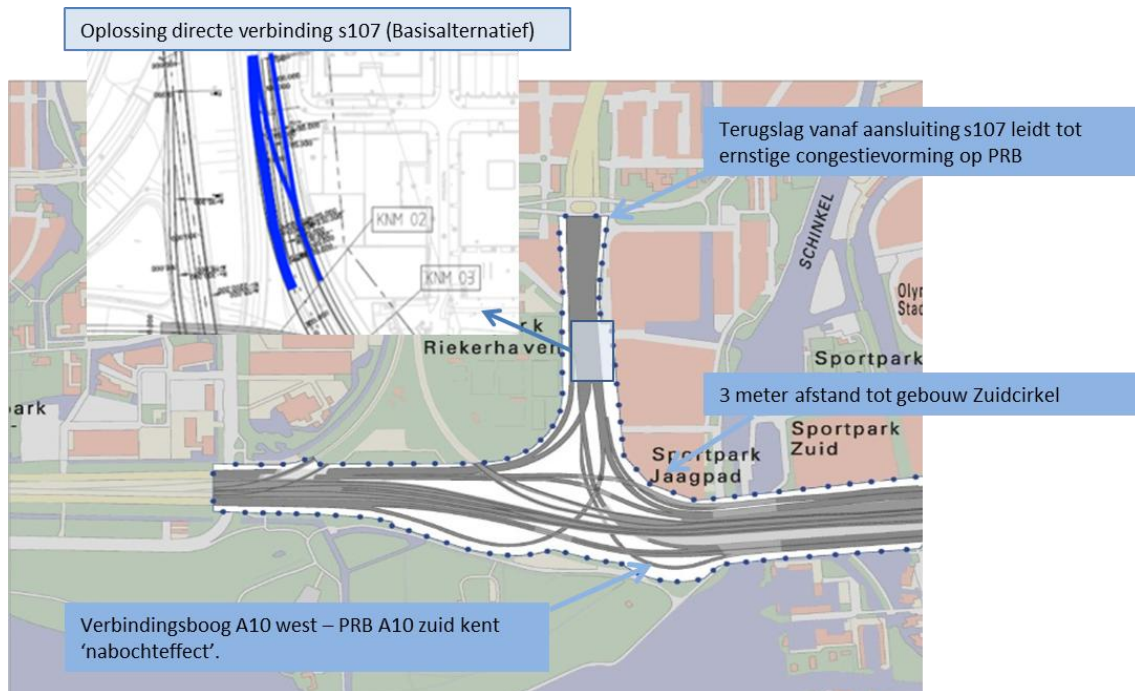 Oplossing directe verbinding s107 (Basisalternatief)
KNM 02
KNM 03
Terugslag vanaf aansluiting s107 leidt tot
ernstige congestievorming op PRB
SCHINKEL
Riekerhaven
Sportpark
3 meter afstand tot gebouw Zuidcirkel
Sportpark
Zuid
Sportpark
Jaagpad
Verbindingsboog A10 west – PRB A10 zuid kent
‘nabochteffect’.